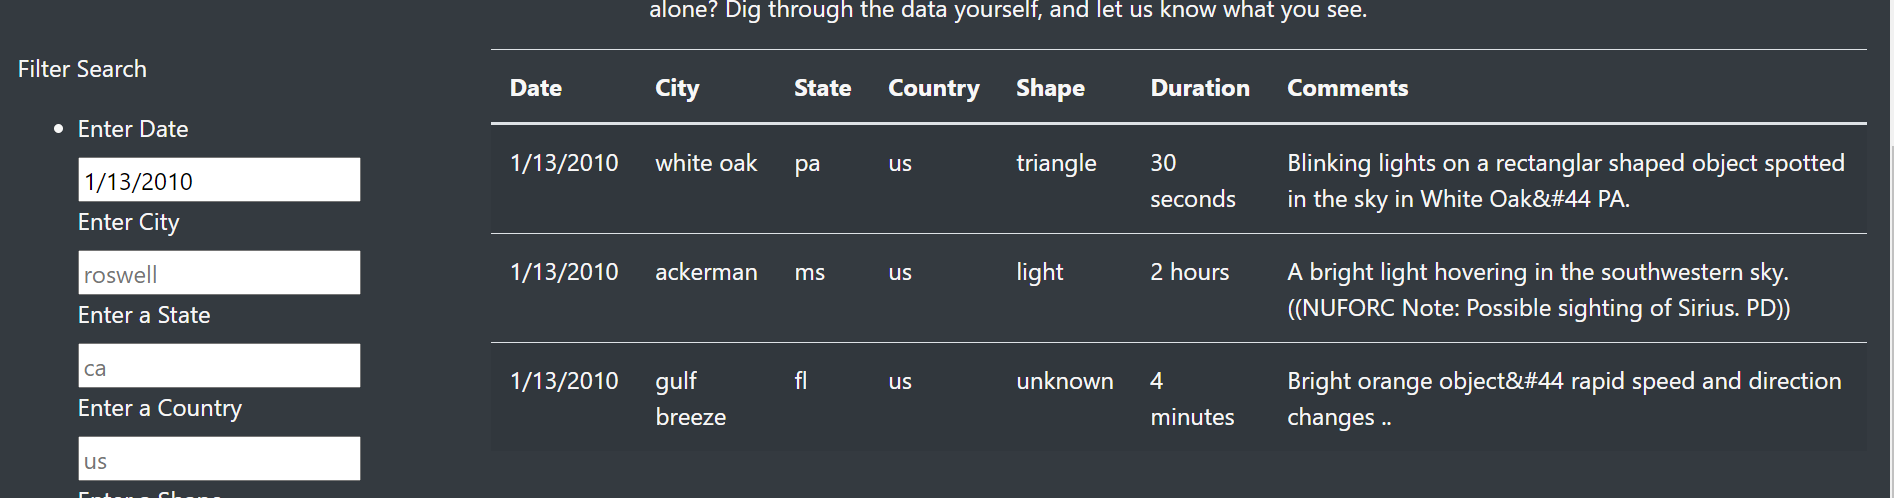 alone? Dig through the data yourself, and let us know what you see.
Filter Search
Enter Date
1/13/2010
Enter City
roswell
Enter a State
ca
Enter a Country
us
Enter a Shape
Date City State Country Shape Duration Comments
1/13/2010 white oak pa us triangle 30 Blinking lights on a rectanglar shaped object spotted
seconds in the sky in White Oak&#44 PA.
1/13/2010 ackerman ms us light 2 hours A bright light hovering in the southwestern sky.
((NUFORC Note: Possible sighting of Sirius. PD))
1/13/2010 gulf fl us unknown 4 Bright orange object&#44 rapid speed and direction
breeze minutes changes ..